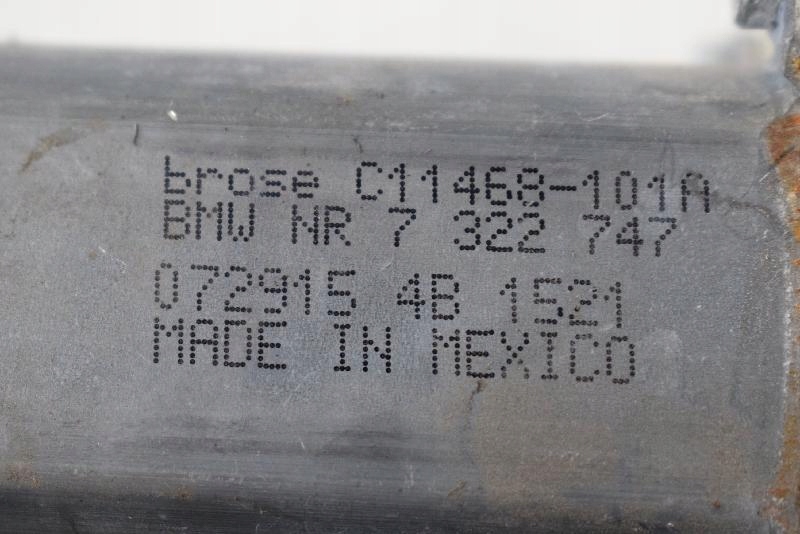 brose C11468-101A
BMW NR 7 322 747
072915 4B 1521
MADE IN MEXICO